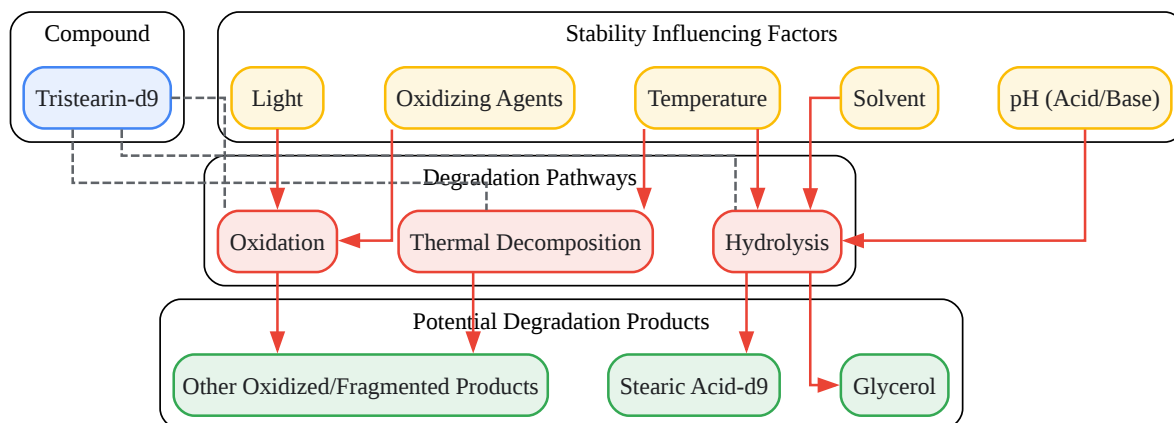 Compound
Stability Influencing Factors
Tristearin-d9
Light
Oxidizing Agents
Temperature
Solvent
pH (Acid/Base)
Degradation Pathways
Oxidation
Thermal Decomposition
Hydrolysis
Potential Degradation Products
Other Oxidized/Fragmented Products
Stearic Acid-d9
Glycerol